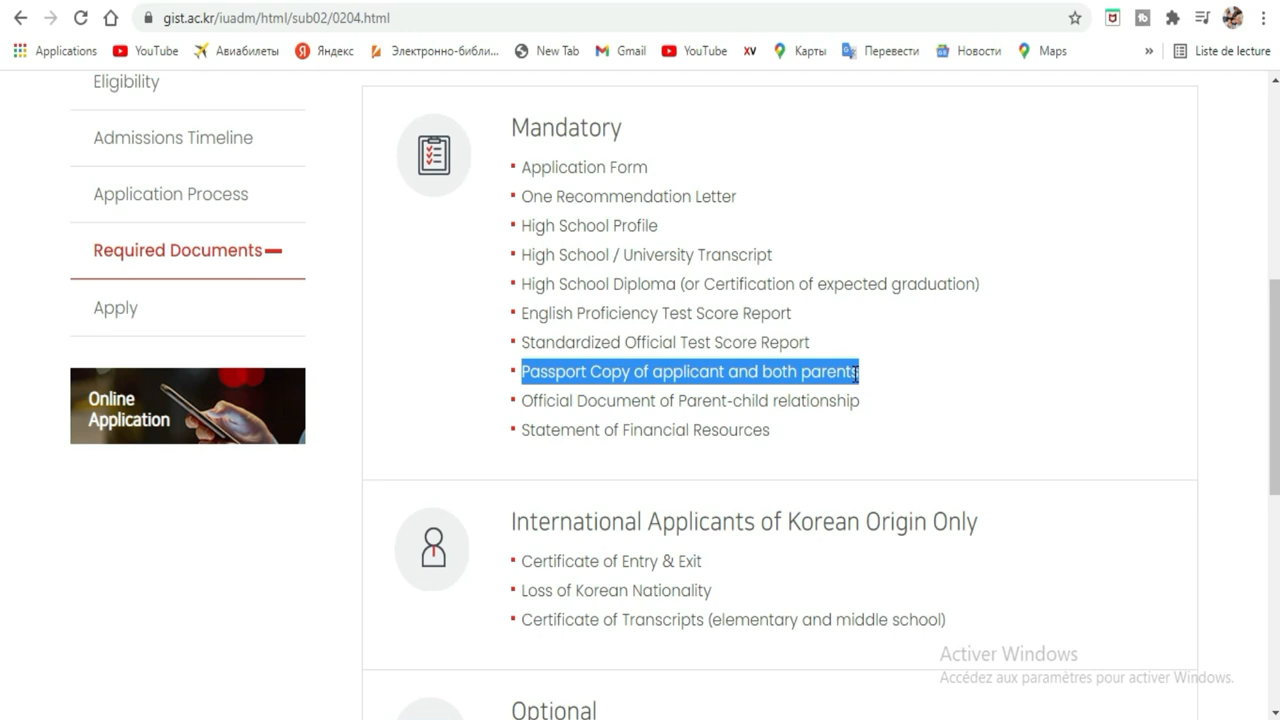 gist.ac.kr/iuadm/html/sub02/0204.html
Applications YouTube Авиабилеты Яндекс Электронно-библи... New Tab Gmail YouTube XV Карты Перевести Новости Maps » Liste de lecture
Eligibility
Admissions Timeline
Application Process
Required Documents
Apply
Online
Application
Mandatory
Application Form
One Recommendation Letter
High School Profile
High School / University Transcript
High School Diploma (or Certification of expected graduation)
English Proficiency Test Score Report
Standardized Official Test Score Report
Passport Copy of applicant and both parents
Official Document of Parent-child relationship
Statement of Financial Resources
International Applicants of Korean Origin Only
Certificate of Entry & Exit
Loss of Korean Nationality
Certificate of Transcripts (elementary and middle school)
Activer Windows
Accédez aux paramètres pour activer Windows.
Optional